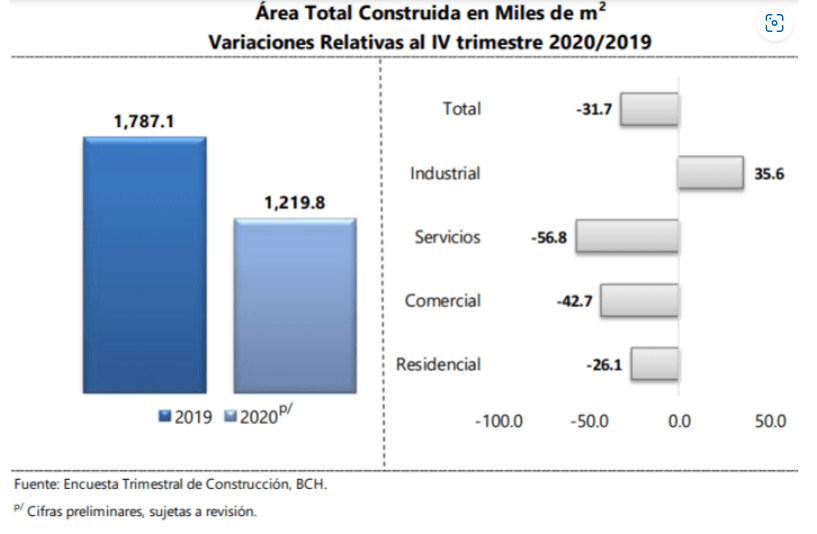 Área Total Construida en Miles de m²
Variaciones Relativas al IV trimestre 2020/2019
1,787.1
1,219.8
2019 2020p/
Total -31.7
Industrial 35.6
Servicios -56.8
Comercial -42.7
Residencial -26.1
-100.0 -50.0 0.0 50.0
Fuente: Encuesta Trimestral de Construcción, BCH.
p/ Cifras preliminares, sujetas a revisión.